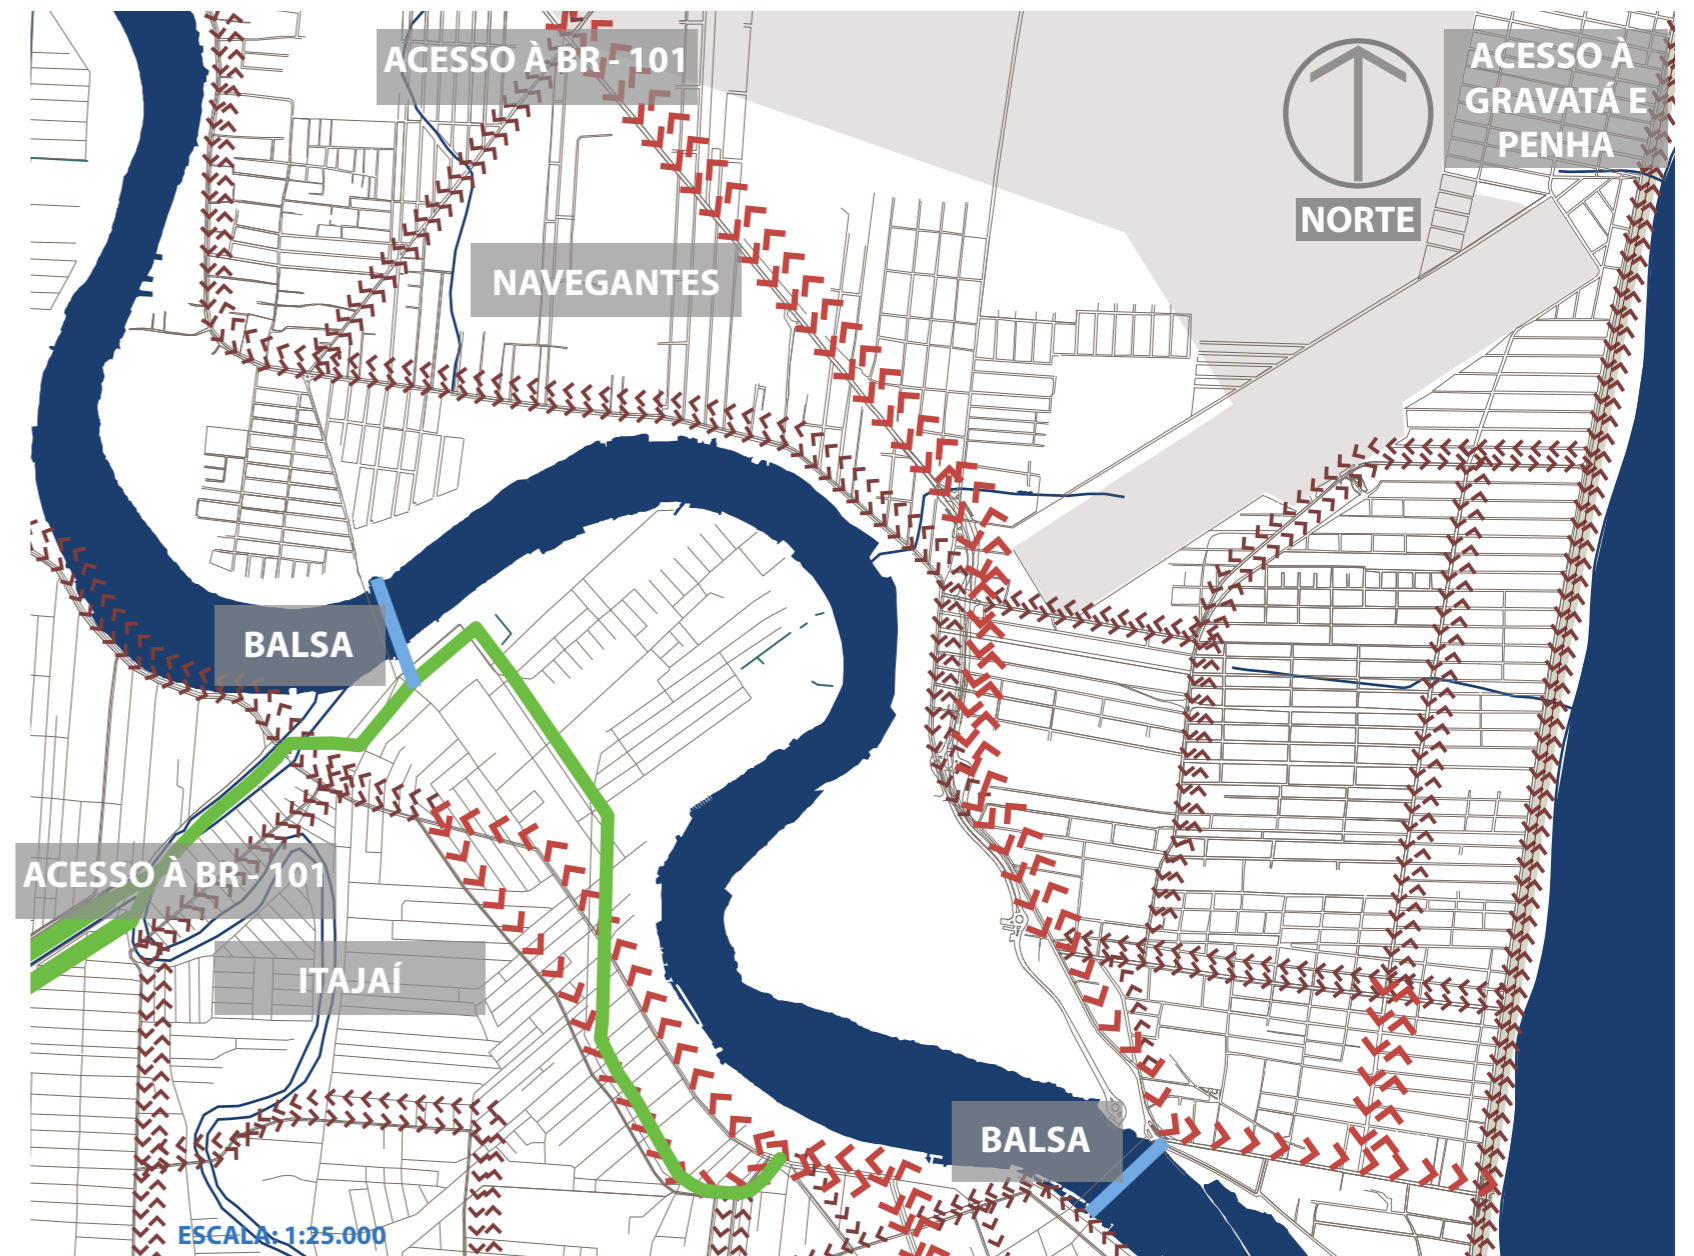 ACESSO À BR - 101
ACESSO À
GRAVATÁ E
PENHA
NORTE
NAVEGANTES
BALSA
ACESSO À BR - 101
ITAJAÍ
BALSA
ESCALA: 1:25.000